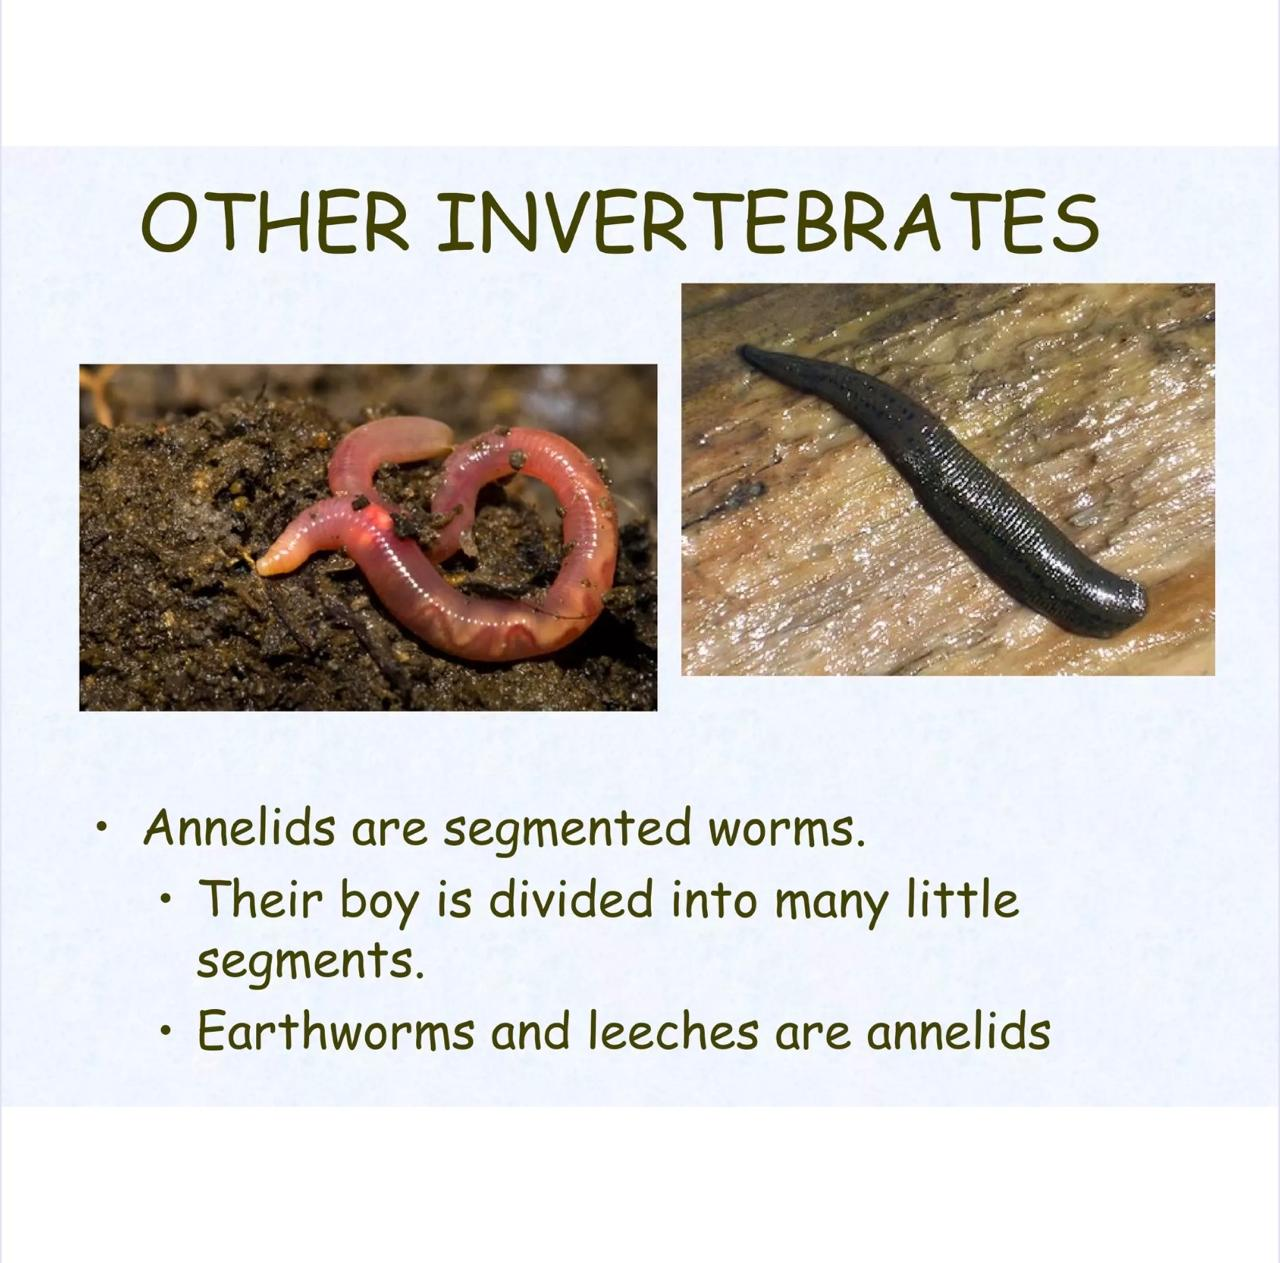 OTHER INVERTEBRATES
• Annelids are segmented worms.
• Their boy is divided into many little
segments.
• Earthworms and leeches are annelids